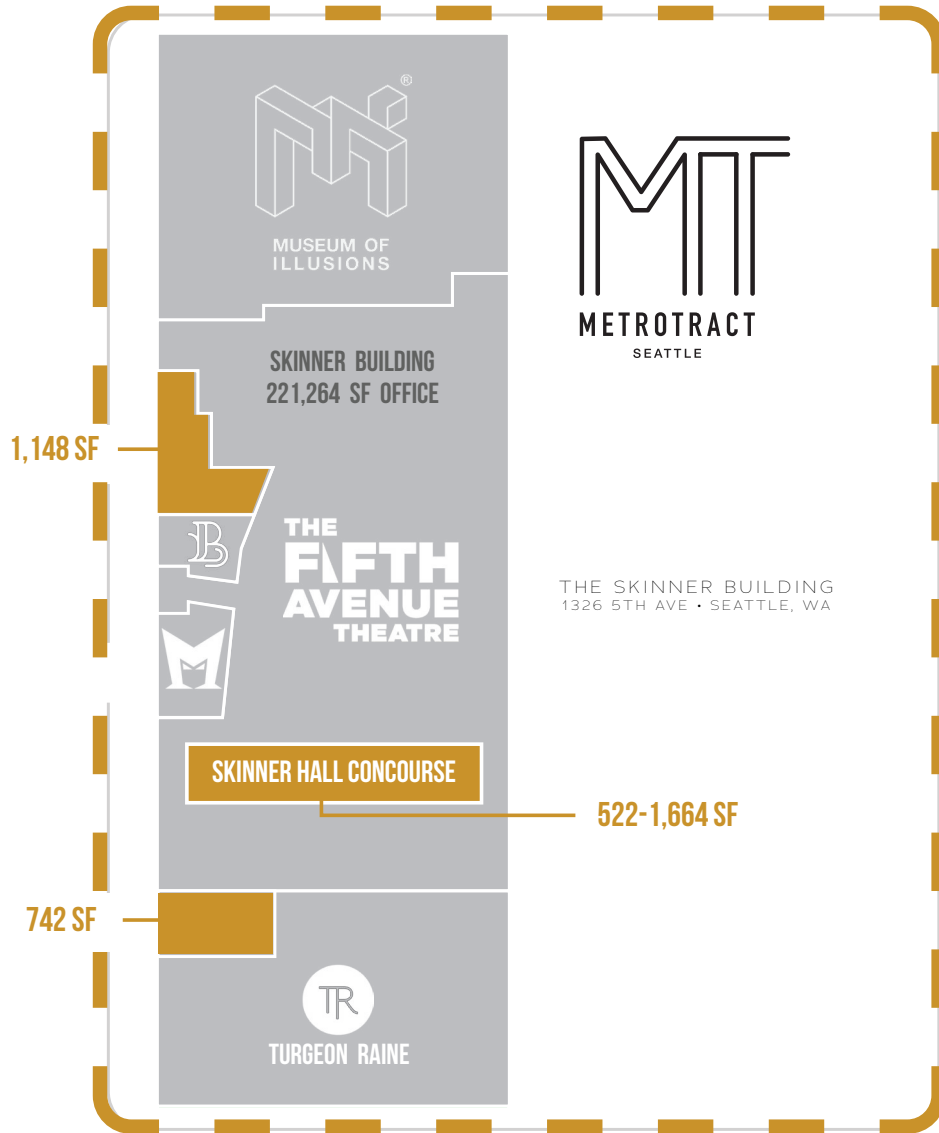 ®
MUSEUM OF
ILLUSIONS
METROTRACT
SEATTLE
SKINNER BUILDING
221,264 SF OFFICE
1,148 SF
B
THE
FIFTH
AVENUE
THEATRE
THE SKINNER BUILDING
1326 5TH AVE • SEATTLE, WA
M
SKINNER HALL CONCOURSE
522-1,664 SF
742 SF
TR
TURGEON RAINE
MT